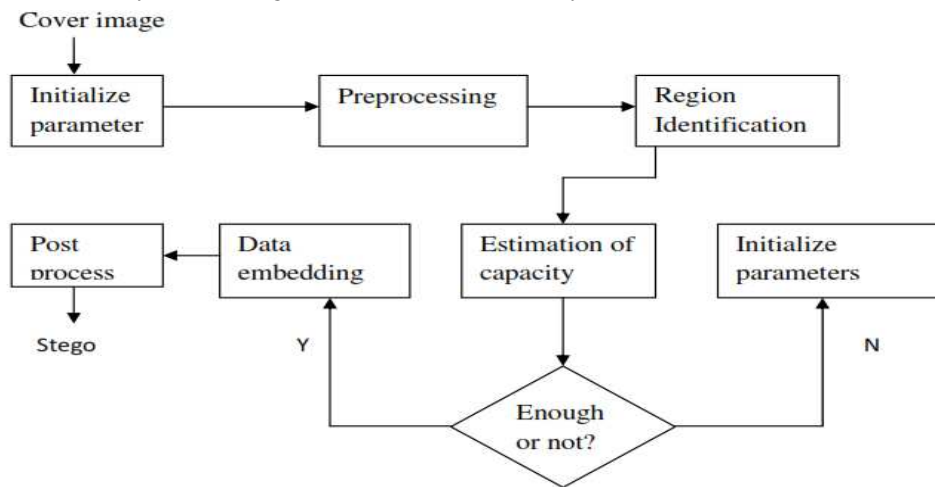 Cover image
Initialize
parameter
Preprocessing
Region
Identification
Post
process
Data
embedding
Estimation of
capacity
Initialize
parameters
Stego
Y
N
Enough
or not?